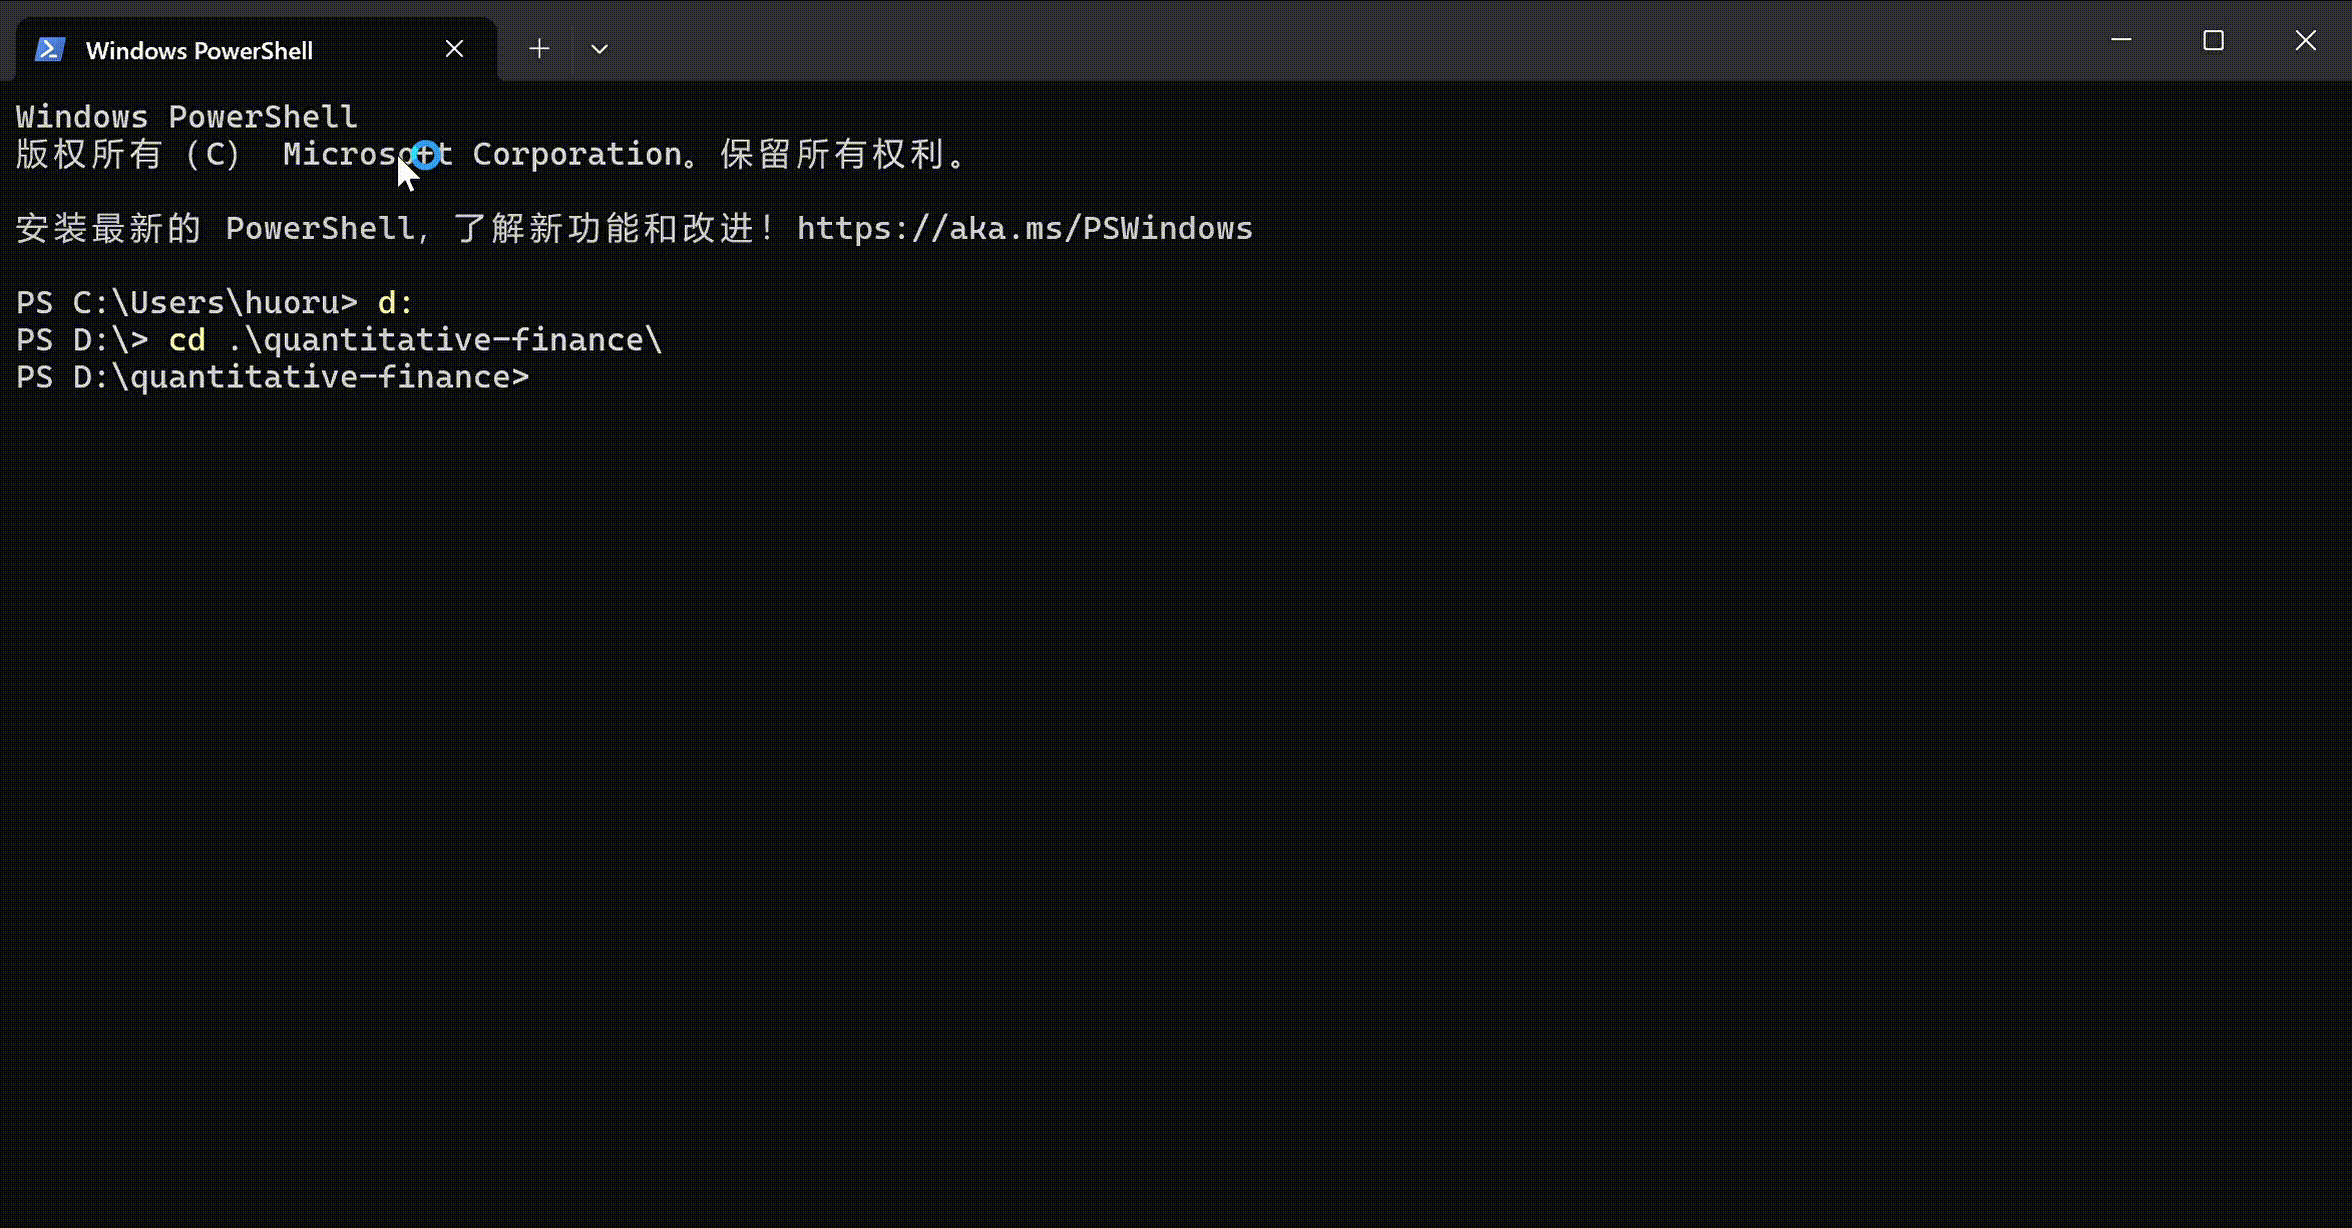 Windows PowerShell
Windows PowerShell
版权所有（C） Microsoft Corporation。保留所有权利。
安装最新的 PowerShell，了解新功能和改进！https://aka.ms/PSWindows
PS C:\Users\huoru> d:
PS D:\> cd .\quantitative-finance\
PS D:\quantitative-finance>